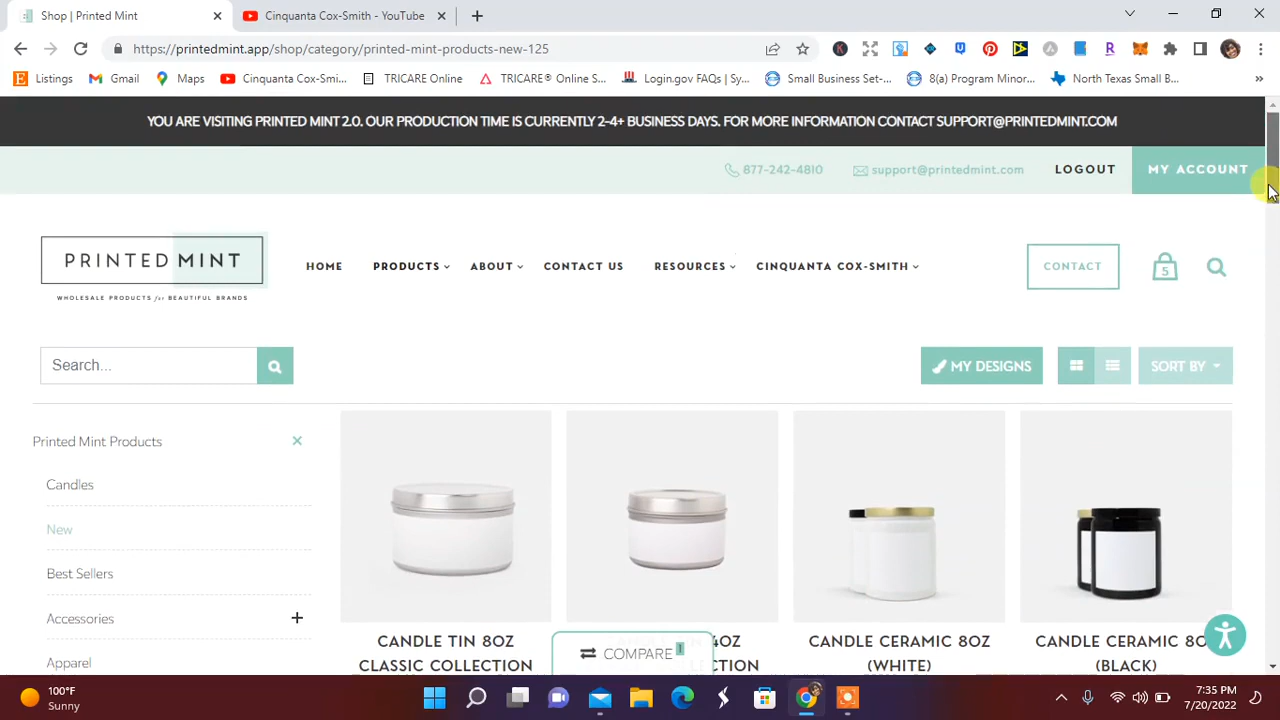 Shop | Printed Mint
Cinquanta Cox-Smith - YouTube
https://printedmint.app/shop/category/printed-mint-products-new-125
Listings
Gmail
Maps
Cinquanta Cox-Smi...
TRICARE Online
TRICARE® Online S...
Login.gov FAQs | Sy...
Small Business Set-...
8(a) Program Minor...
North Texas Small B...
YOU ARE VISITING PRINTED MINT 2.0. OUR PRODUCTION TIME IS CURRENTLY 2-4+ BUSINESS DAYS. FOR MORE INFORMATION CONTACT SUPPORT@PRINTEDMINT.COM
877-242-4810
support@printedmint.com
LOGOUT
MY ACCOUNT
PRINTED MINT
WHOLESALE PRODUCTS for BEAUTIFUL BRANDS
HOME
PRODUCTS
ABOUT
CONTACT US
RESOURCES
CINQUANTA COX-SMITH
CONTACT
5
Search...
MY DESIGNS
SORT BY
Printed Mint Products
Candles
New
Best Sellers
Accessories
Apparel
CANDLE TIN 8OZ
CLASSIC COLLECTION
4OZ
LECTION
CANDLE CERAMIC 8OZ
(WHITE)
CANDLE CERAMIC 8O
(BLACK)
COMPARE 1
100°F
Sunny
7:35 PM
7/20/2022